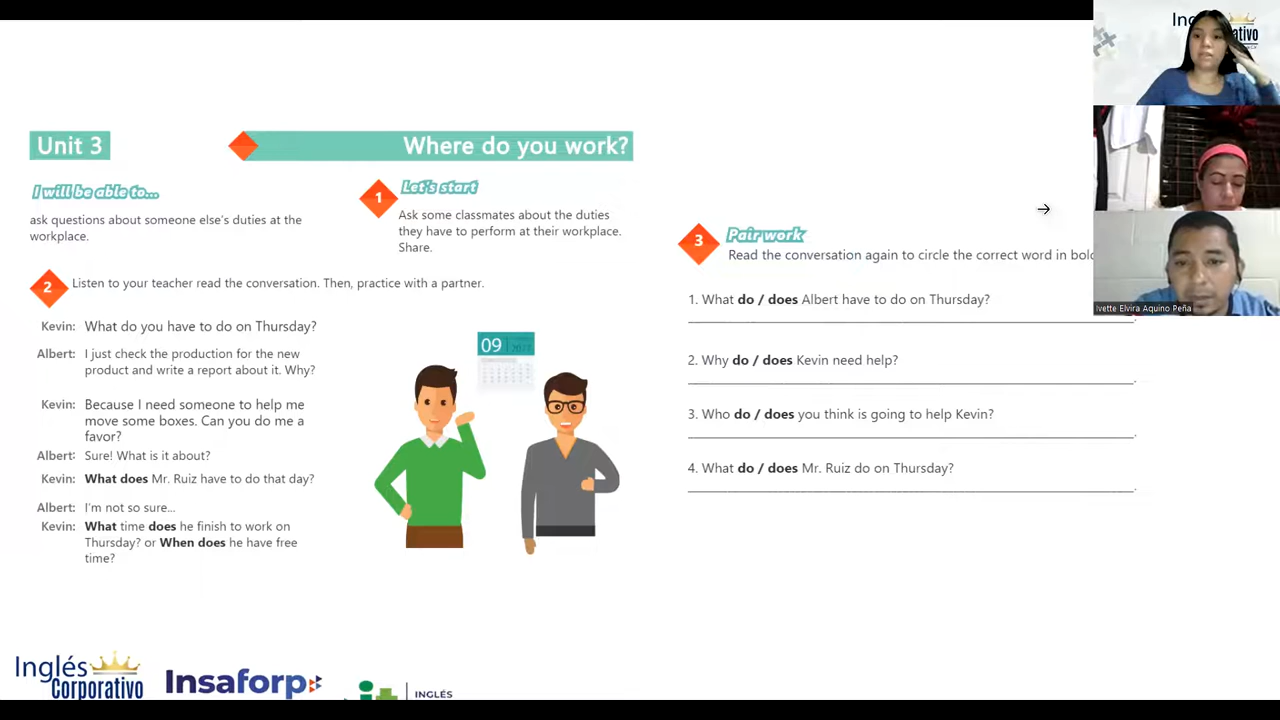 Unit 3
Where do you work?
I will be able to...
ask questions about someone else's duties at the
workplace.
1
Let's start
Ask some classmates about the duties
they have to perform at their workplace.
Share.
2
Listen to your teacher read the conversation. Then, practice with a partner.
Kevin: What do you have to do on Thursday?
Albert: I just check the production for the new
product and write a report about it. Why?
Kevin: Because I need someone to help me
move some boxes. Can you do me a
favor?
Albert: Sure! What is it about?
Kevin: What does Mr. Ruiz have to do that day?
Albert: I'm not so sure...
Kevin: What time does he finish to work on
Thursday? or When does he have free
time?
09
3
Pair work
Read the conversation again to circle the correct word in bold
1. What do / does Albert have to do on Thursday?
2. Why do / does Kevin need help?
3. Who do / does you think is going to help Kevin?
4. What do / does Mr. Ruiz do on Thursday?
Ivette Elvira Aquino Peña
Inglés
Corporativo
Insaforp
INGLÉS